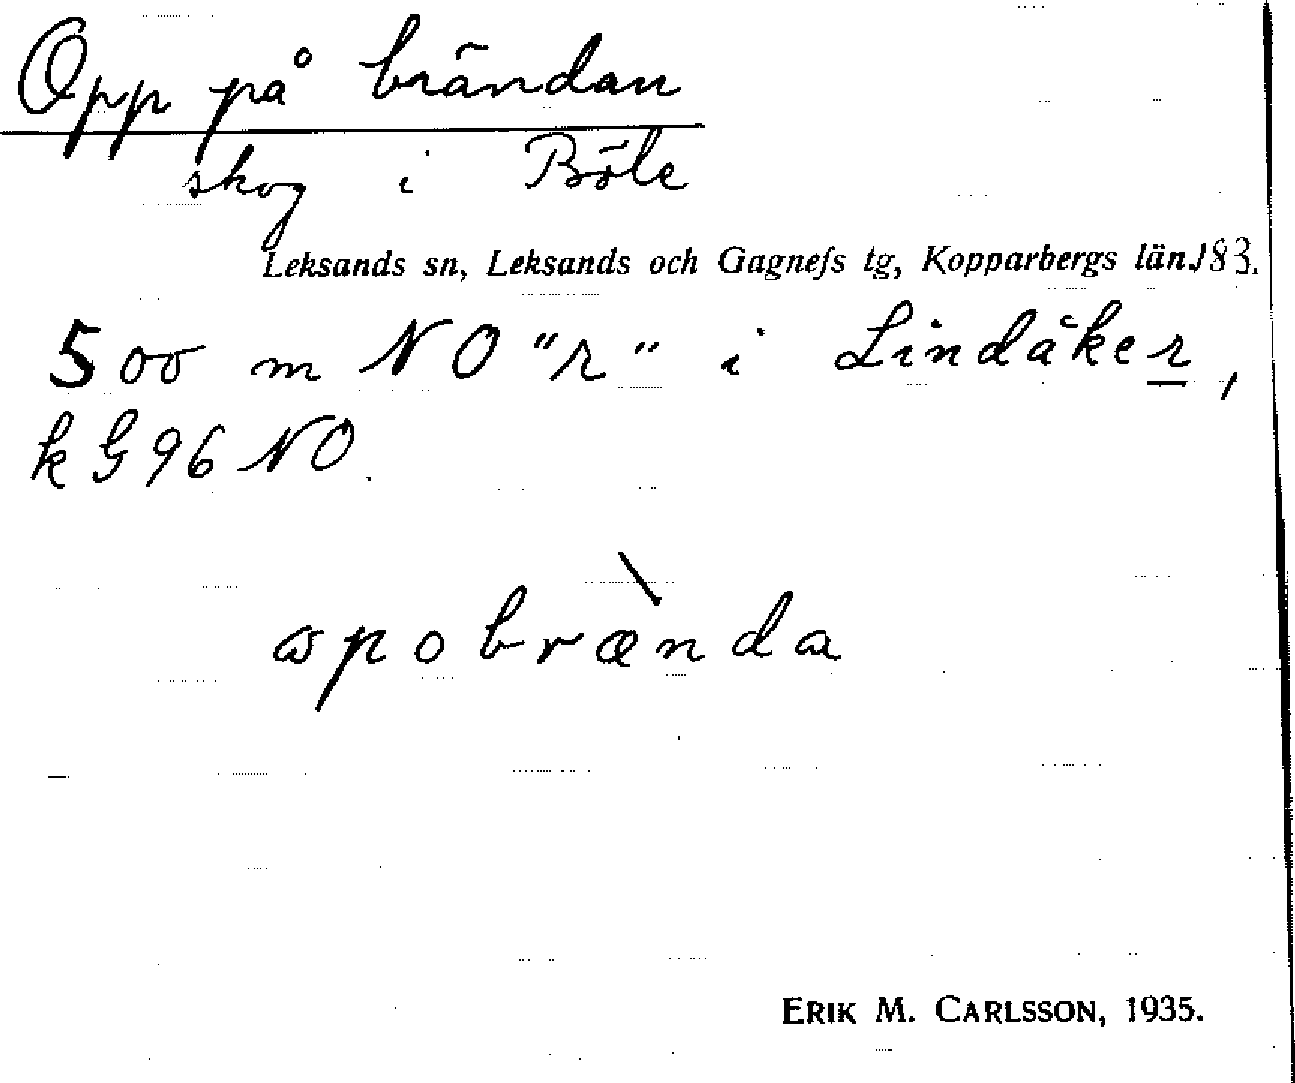 Opp på brändan
skog i Böle
Leksands sn, Leksands och Gagnefs tg, Kopparbergs län. 183.
500 m NO "r" i Lindåker,
k G 96 NO.
apobrænda
ERIK M. CARLSSON, 1935.